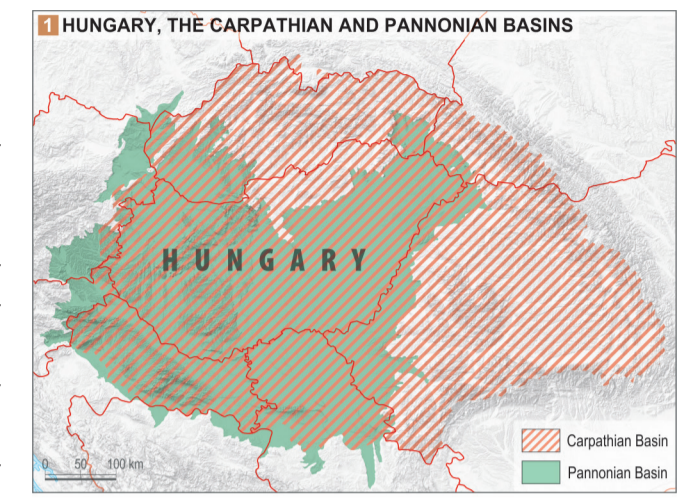 1 HUNGARY, THE CARPATHIAN AND PANNONIAN BASINS
HUNGARY
Carpathian Basin
Pannonian Basin
0 50 100 km